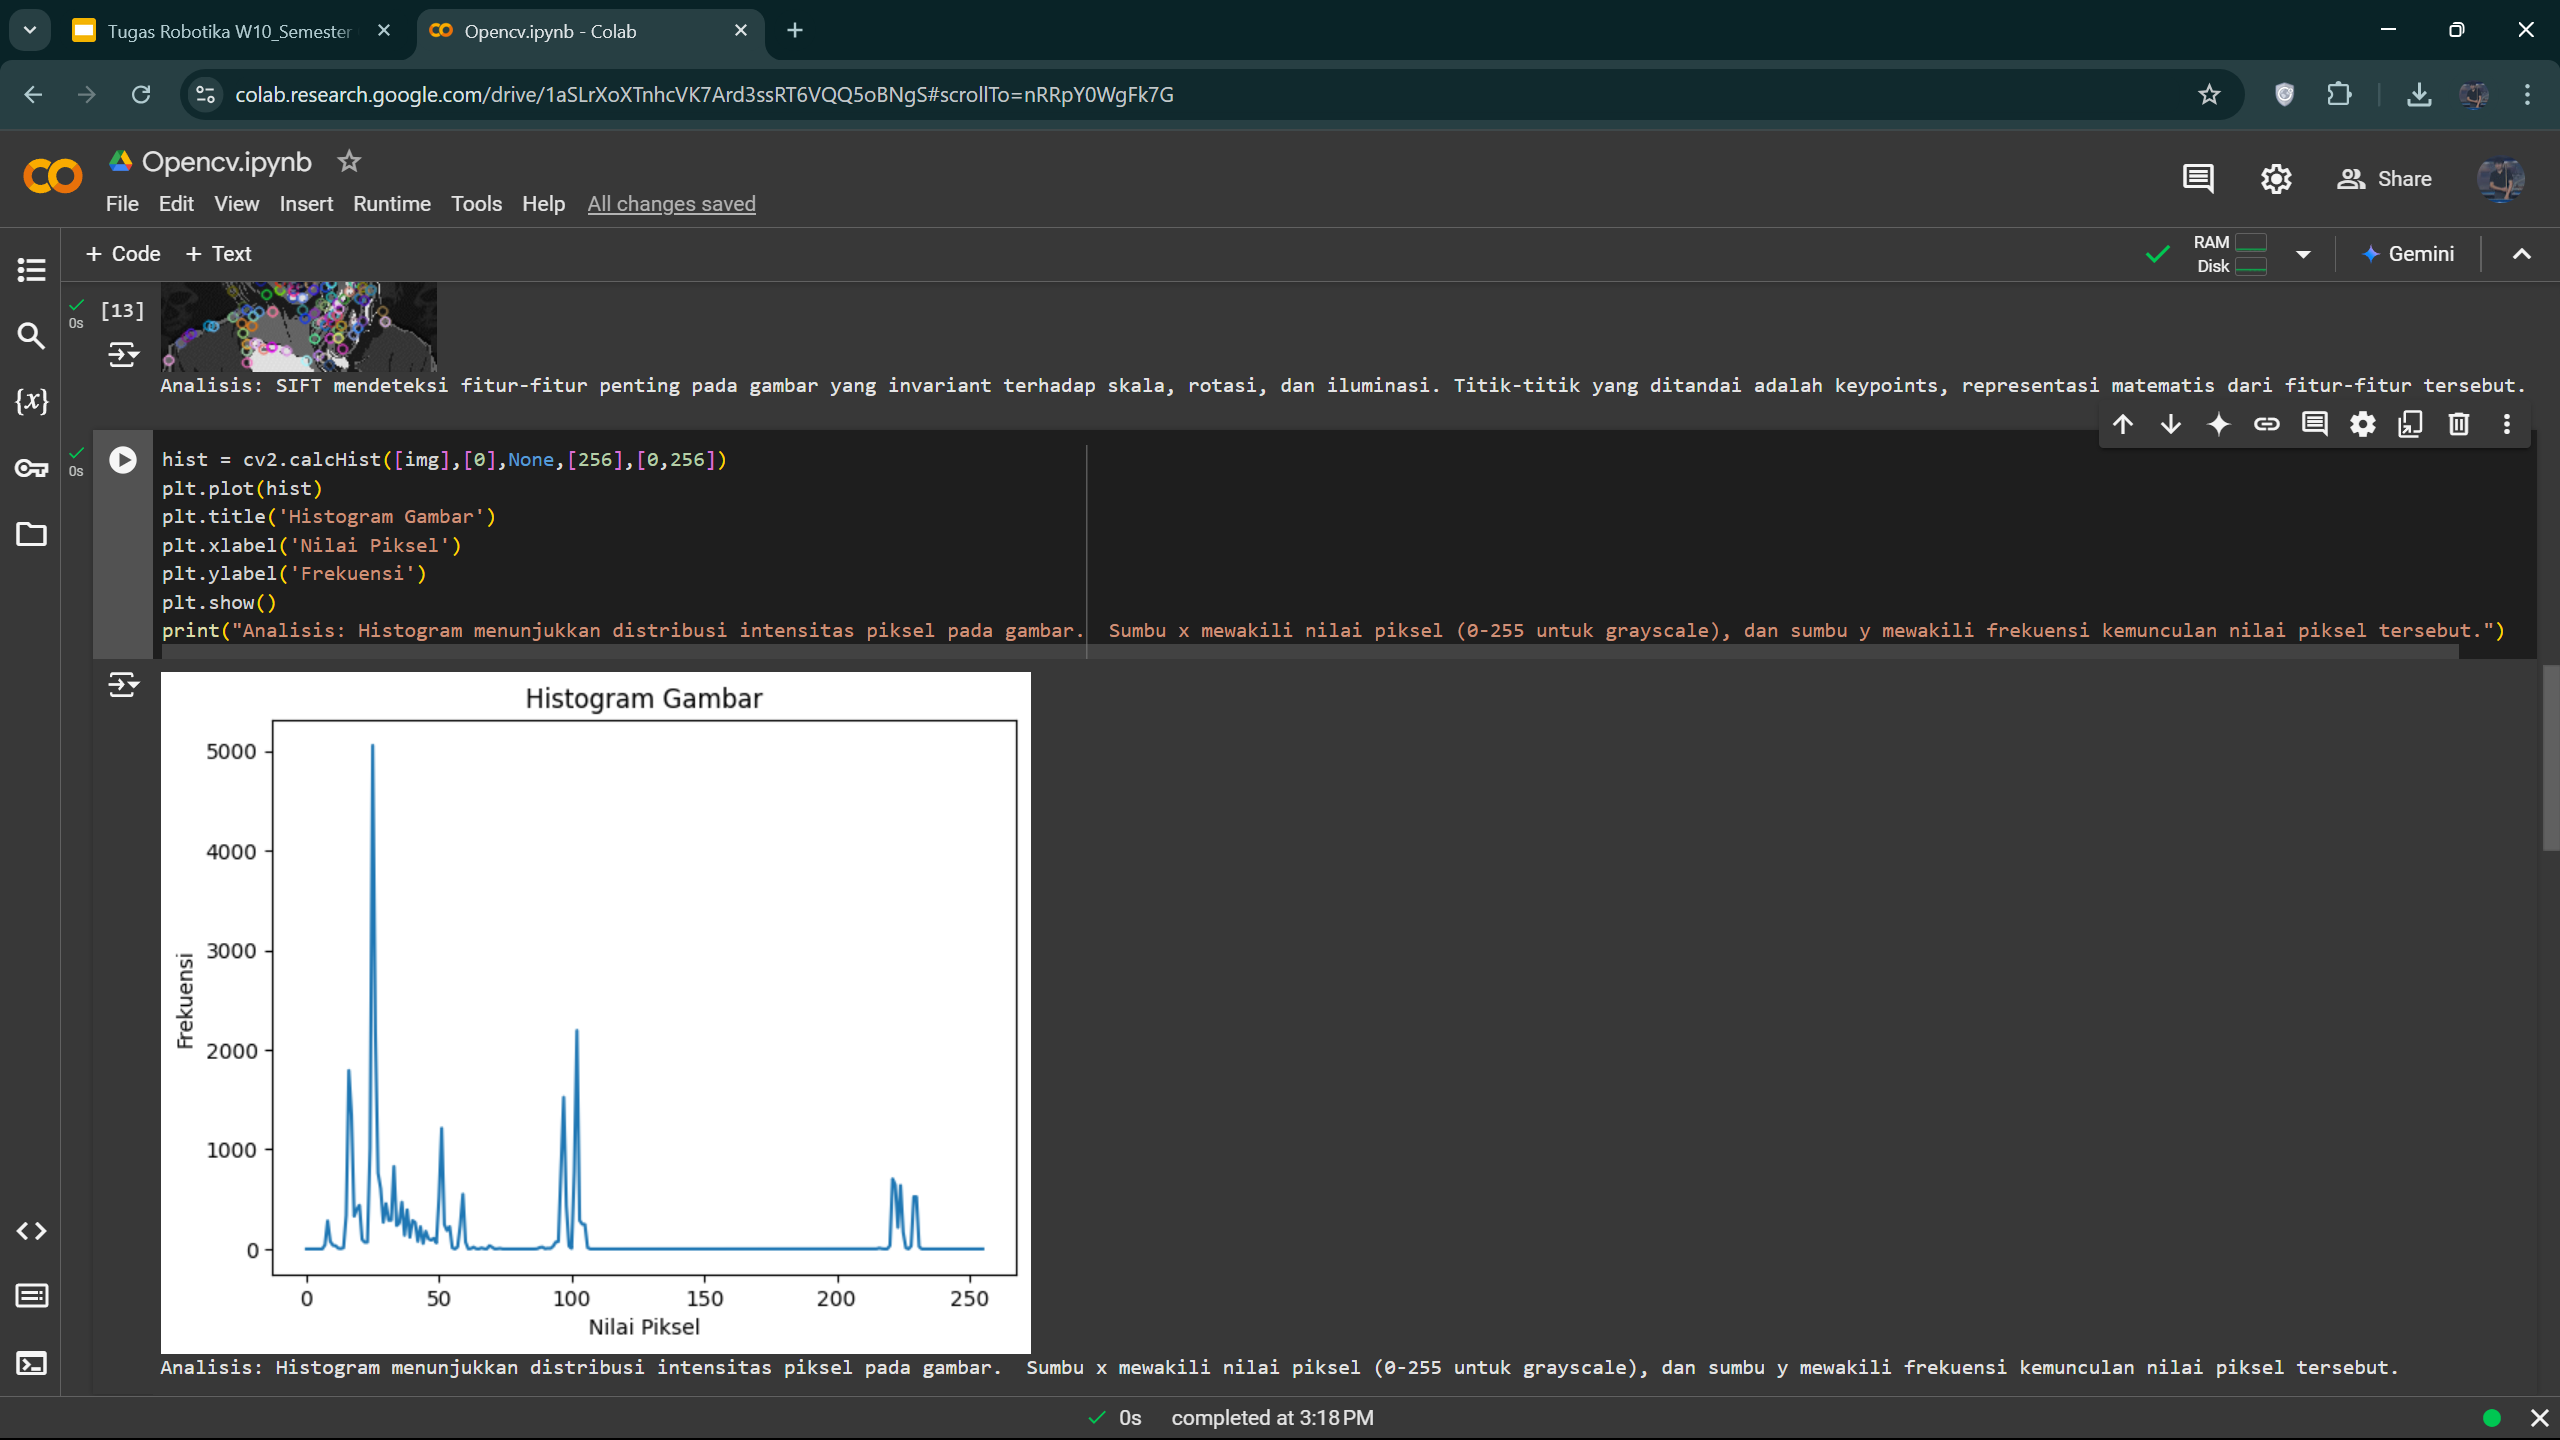 Tugas Robotika W10_Semester
Opencv.ipynb - Colab
colab.research.google.com/drive/1aSLrXoXTnhcVK7Ard3ssRT6VQQ5oBNgS#scrollTo=nRRpY0WgFk7G
CO
Opencv.ipynb
File Edit View Insert Runtime Tools Help All changes saved
Share
+ Code + Text
RAM
Disk
Gemini
0s
[13]
Analisis: SIFT mendeteksi fitur-fitur penting pada gambar yang invariant terhadap skala, rotasi, dan iluminasi. Titik-titik yang ditandai adalah keypoints, representasi matematis dari fitur-fitur tersebut.
{x}
0s
hist = cv2.calcHist([img],[0],None,[256],[0,256])
plt.plot(hist)
plt.title('Histogram Gambar')
plt.xlabel('Nilai Piksel')
plt.ylabel('Frekuensi')
plt.show()
print("Analisis: Histogram menunjukkan distribusi intensitas piksel pada gambar.  Sumbu x mewakili nilai piksel (0-255 untuk grayscale), dan sumbu y mewakili frekuensi kemunculan nilai piksel tersebut.")
Histogram Gambar
5000
4000
3000
2000
1000
0
Frekuensi
0 50 100 150 200 250
Nilai Piksel
Analisis: Histogram menunjukkan distribusi intensitas piksel pada gambar.  Sumbu x mewakili nilai piksel (0-255 untuk grayscale), dan sumbu y mewakili frekuensi kemunculan nilai piksel tersebut.
0s completed at 3:18 PM